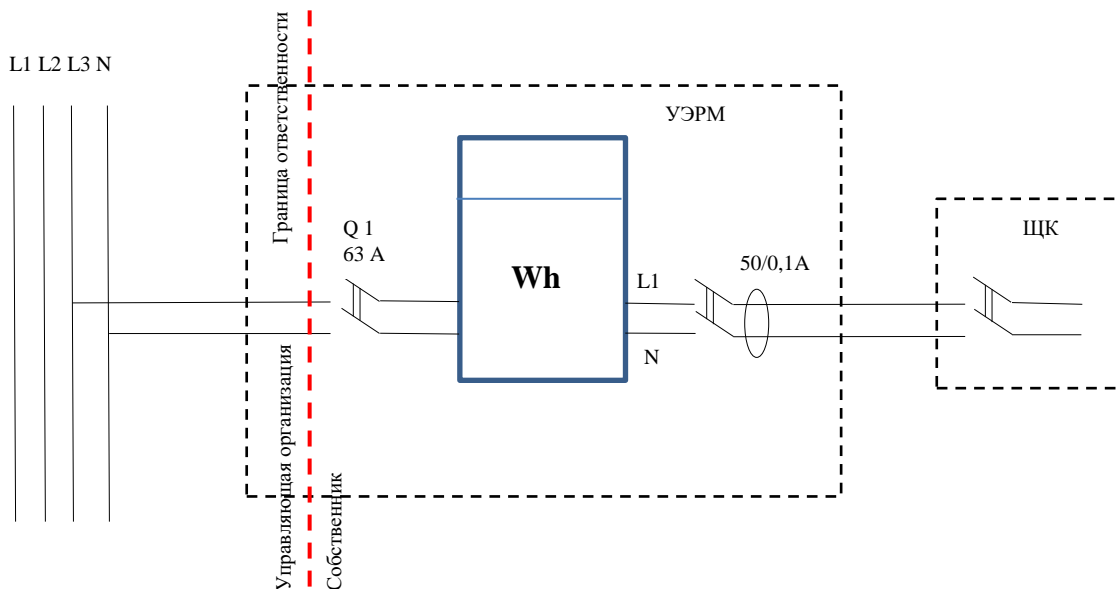 L1 L2 L3 N
Граница ответственности
УЭРМ
Q 1
63 А
Wh
L1
N
50/0,1А
ЩК
Управляющая организация
Собственник